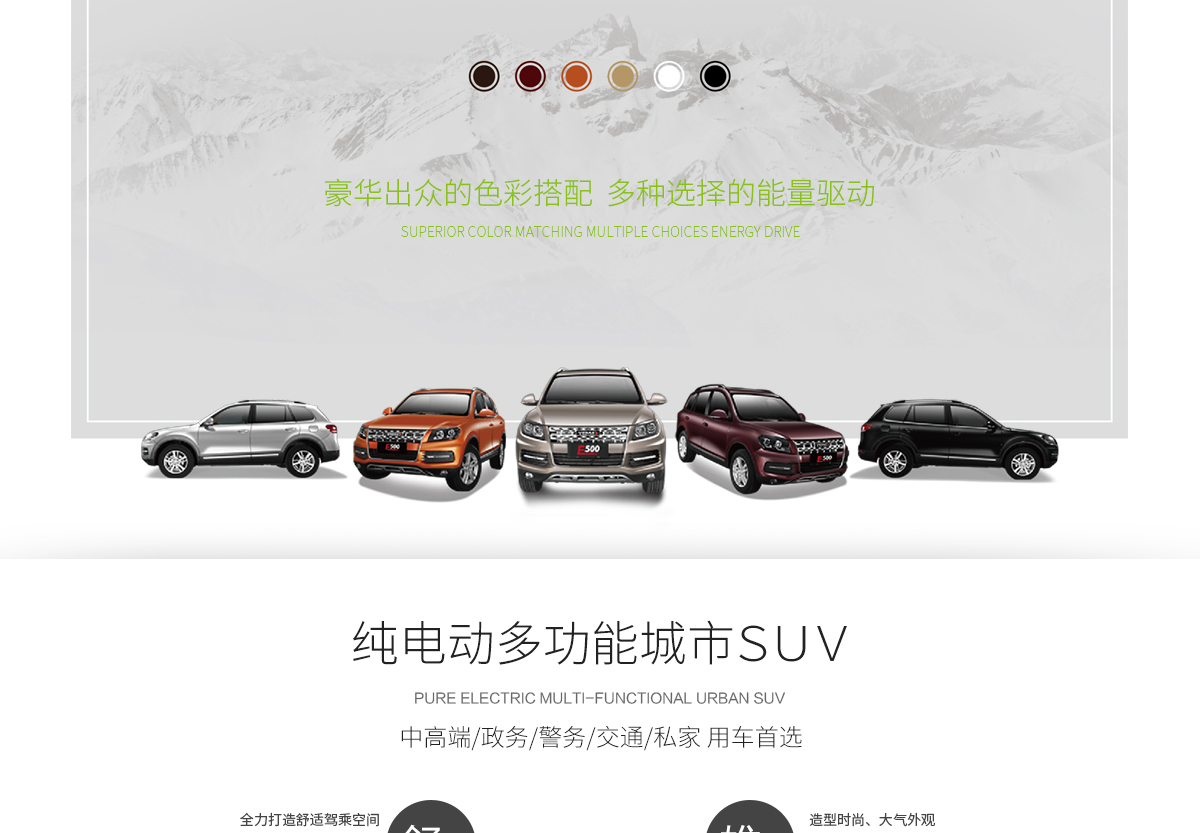 豪华出众的色彩搭配 多种选择的能量驱动
SUPERIOR COLOR MATCHING MULTIPLE CHOICES ENERGY DRIVE
E500 E500 E500
纯电动多功能城市SUV
PURE ELECTRIC MULTI-FUNCTIONAL URBAN SUV
中高端/政务/警务/交通/私家 用车首选
全力打造舒适驾乘空间
造型时尚、大气外观